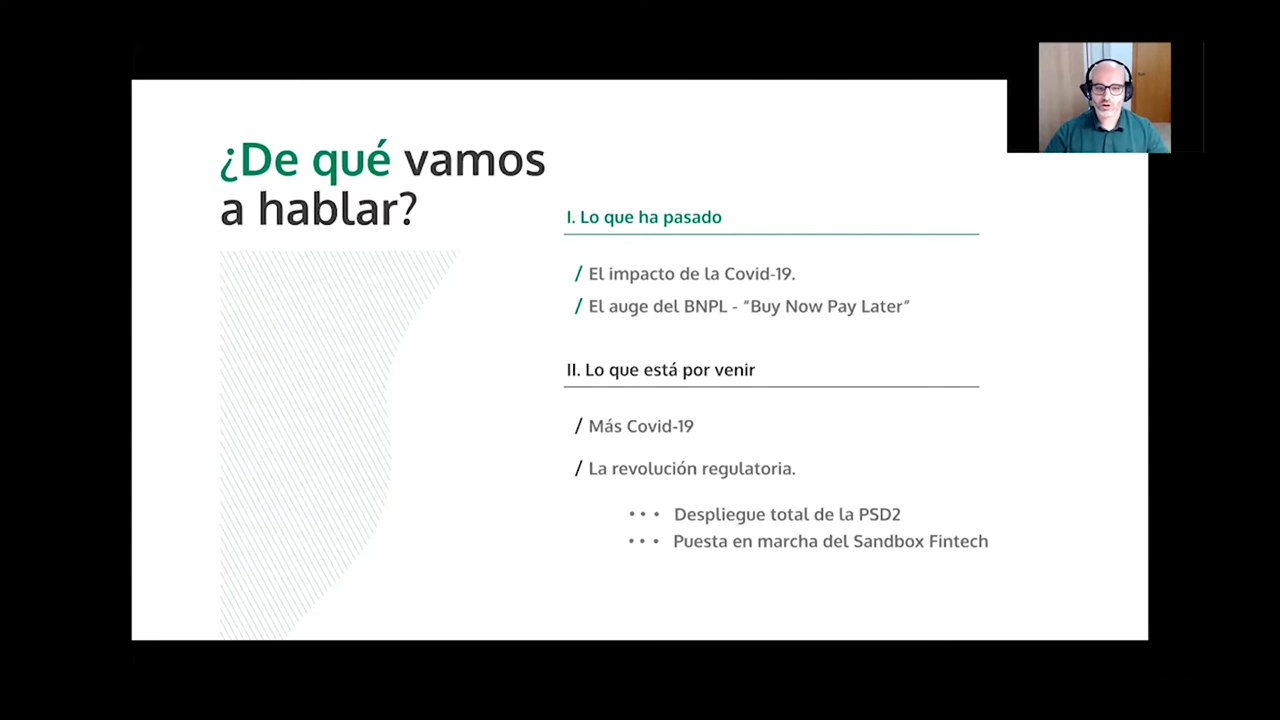 ¿De qué vamos
a hablar?
I. Lo que ha pasado
/ El impacto de la Covid-19.
/ El auge del BNPL - “Buy Now Pay Later”
II. Lo que está por venir
/ Más Covid-19
/ La revolución regulatoria.
••• Despliegue total de la PSD2
••• Puesta en marcha del Sandbox Fintech